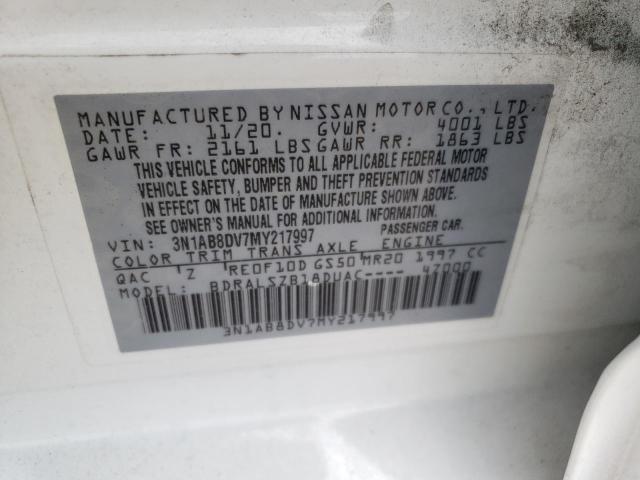 MANUFACTURED BY NISSAN MOTOR CO., LTD.
DATE: 11/20. GVWR: 4001 LBS
GAWR FR: 2161 LBS GAWR RR: 1863 LBS
THIS VEHICLE CONFORMS TO ALL APPLICABLE FEDERAL MOTOR
VEHICLE SAFETY, BUMPER AND THEFT PREVENTION STANDARDS
IN EFFECT ON THE DATE OF MANUFACTURE SHOWN ABOVE.
SEE OWNER'S MANUAL FOR ADDITIONAL INFORMATION.
VIN: 3N1AB8DV7MY217997 PASSENGER CAR.
COLOR TRIM TRANS AXLE ENGINE
QAC Z RE0F10D GS50 MR20 1997 CC
MODEL: BDRALSZB18DUAC---- 47000
3N1AB8DV7MY217997